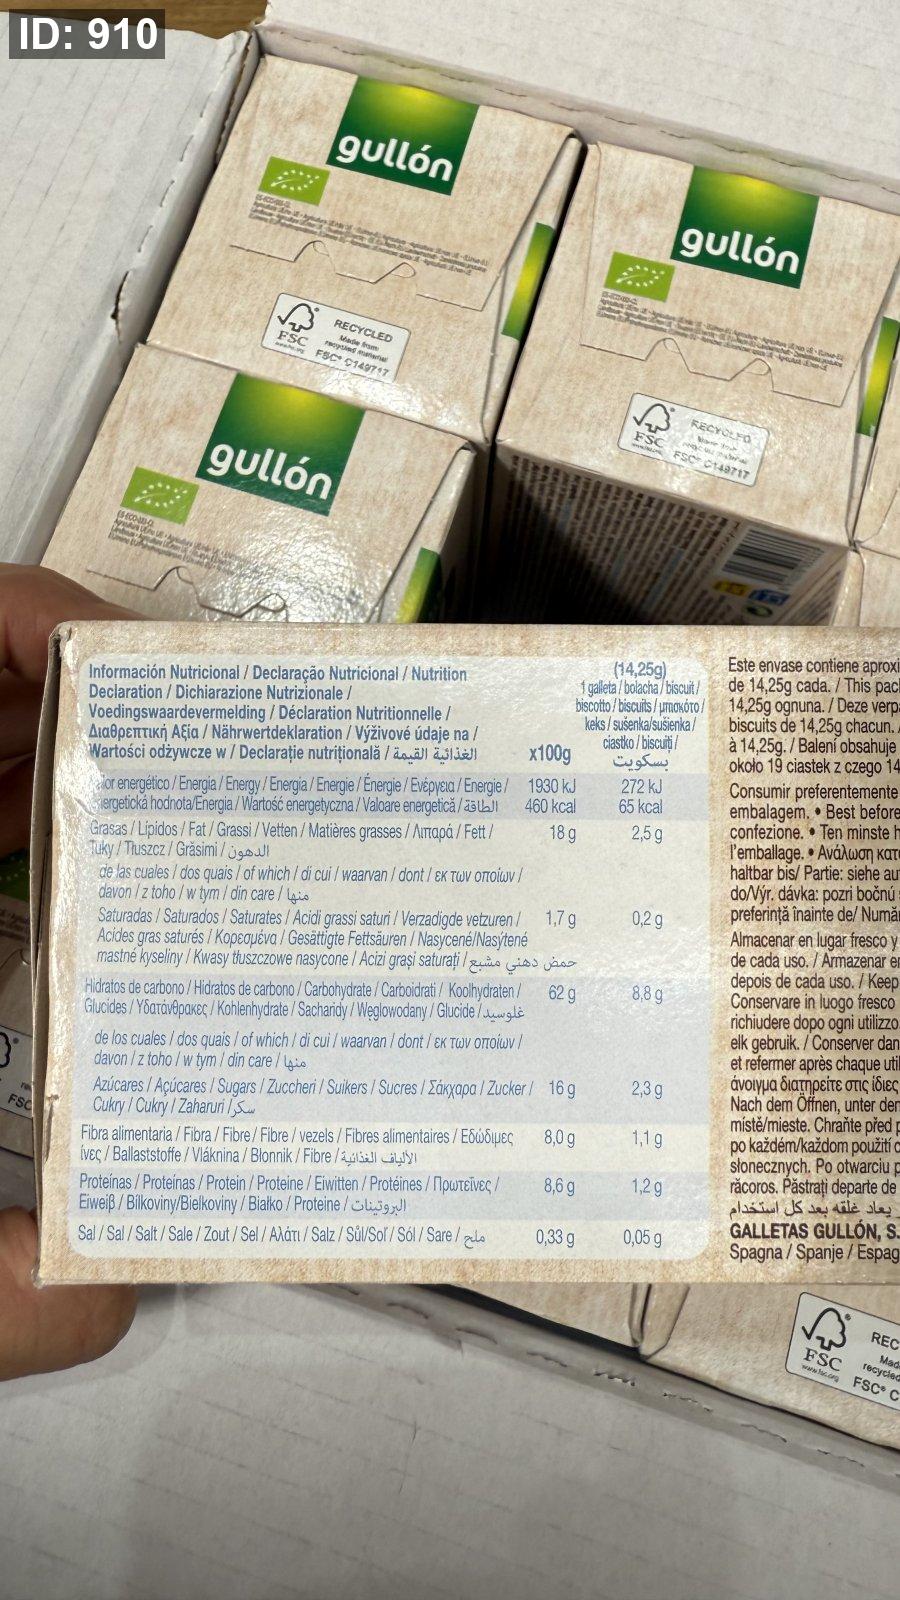 ID: 910
gullón
RECYCLED
Made from
recycled material
FSC
FSC® C149717
gullón
RECYCLED
FSC
FSC® C149717
gullón
Información Nutricional / Declaração Nutricional / Nutrition
Declaration / Dichiarazione Nutrizionale /
Voedingswaardevermelding / Déclaration Nutritionnelle /
Διαθρεπτική Αξία / Nährwertdeklaration / Výživové údaje na /
Wartości odżywcze w / Declarație nutrițională / الغذائية القيمة
x100g
(14,25g)
1 galleta / bolacha / biscuit /
biscotto / biscuits / μπισκότο /
keks / sušenka/sušienka /
ciastko / biscuiți /
بسكويت
lor energético / Energia / Energy / Energia / Energie / Énergie / Ενέργεια / Energie / 1930 kJ 272 kJ
nergetická hodnota/Energia / Wartość energetyczna / Valoare energetică / الطاقة 460 kcal 65 kcal
Grasas / Lípidos / Fat / Grassi / Vetten / Matières grasses / Λιπαρά / Fett / 18 g 2,5 g
Tuky / Tłuszcz / Grăsimi / الدهون
de las cuales / dos quais / of which / di cui / waarvan / dont / εκ των οποίων /
davon / z toho / w tym / din care / منها
Saturadas / Saturados / Saturates / Acidi grassi saturi / Verzadigde vetzuren / 1,7 g 0,2 g
Acides gras saturés / Κορεσμένα / Gesättigte Fettsäuren / Nasycené/Nasýtené
mastné kyseliny / Kwasy tłuszczowe nasycone / Acizi grași saturați / حمض دهني مشبع
Hidratos de carbono / Hidratos de carbono / Carbohydrate / Carboidrati / Koolhydraten / 62 g 8,8 g
Glucides / Υδατάνθρακες / Kohlenhydrate / Sacharidy / Węglowodany / Glucide / غلوسيد
de los cuales / dos quais / of which / di cui / waarvan / dont / εκ των οποίων /
davon / z toho / w tym / din care / منها
Azúcares / Açúcares / Sugars / Zuccheri / Suikers / Sucres / Σάκχαρα / Zucker / 16 g 2,3 g
Cukry / Cukry / Zaharuri / سكر
Fibra alimentaria / Fibra / Fibre / Fibre / vezels / Fibres alimentaires / Εδώδιμες 8,0 g 1,1 g
ίνες / Ballaststoffe / Vláknina / Błonnik / Fibre / الألياف الغذائية
Proteínas / Proteínas / Protein / Proteine / Eiwitten / Protéines / Πρωτεΐνες / 8,6 g 1,2 g
Eiweiß / Bílkoviny/Bielkoviny / Białko / Proteine / البروتينات
Sal / Sal / Salt / Sale / Zout / Sel / Αλάτι / Salz / Sůl/Soľ / Sól / Sare / ملح 0,33 g 0,05 g
Este envase contiene aproxi
de 14,25g cada. / This pac
14,25g ognuna. / Deze verp
biscuits de 14,25g chacun. /
à 14,25g. / Balení obsahuje
około 19 ciastek z czego 14
Consumir preferentemente
embalagem. • Best before
confezione. • Ten minste h
l'emballage. • Ανάλωση κατ
haltbar bis/ Partie: siehe au
do/Výr. dávka: pozri bočnú
preferință înainte de/ Număr
Almacenar en lugar fresco y
de cada uso. / Armazenar e
depois de cada uso. / Keep
Conservare in luogo fresco
richiudere dopo ogni utilizzo.
elk gebruik. / Conserver dan
et refermer après chaque util
άνοιγμα διατηρείτε στις ίδιες
Nach dem Öffnen, unter den
místě/mieste. Chraňte před p
po každém/každom použití c
słonecznych. Po otwarciu p
răcoros. Păstrați departe de
يعاد غلقه بعد كل استخدام
GALLETAS GULLÓN, S.
Spagna / Spanje / Espag
FSC
www.fsc.org
REC
Mad
recycled
FSC® C
FSC